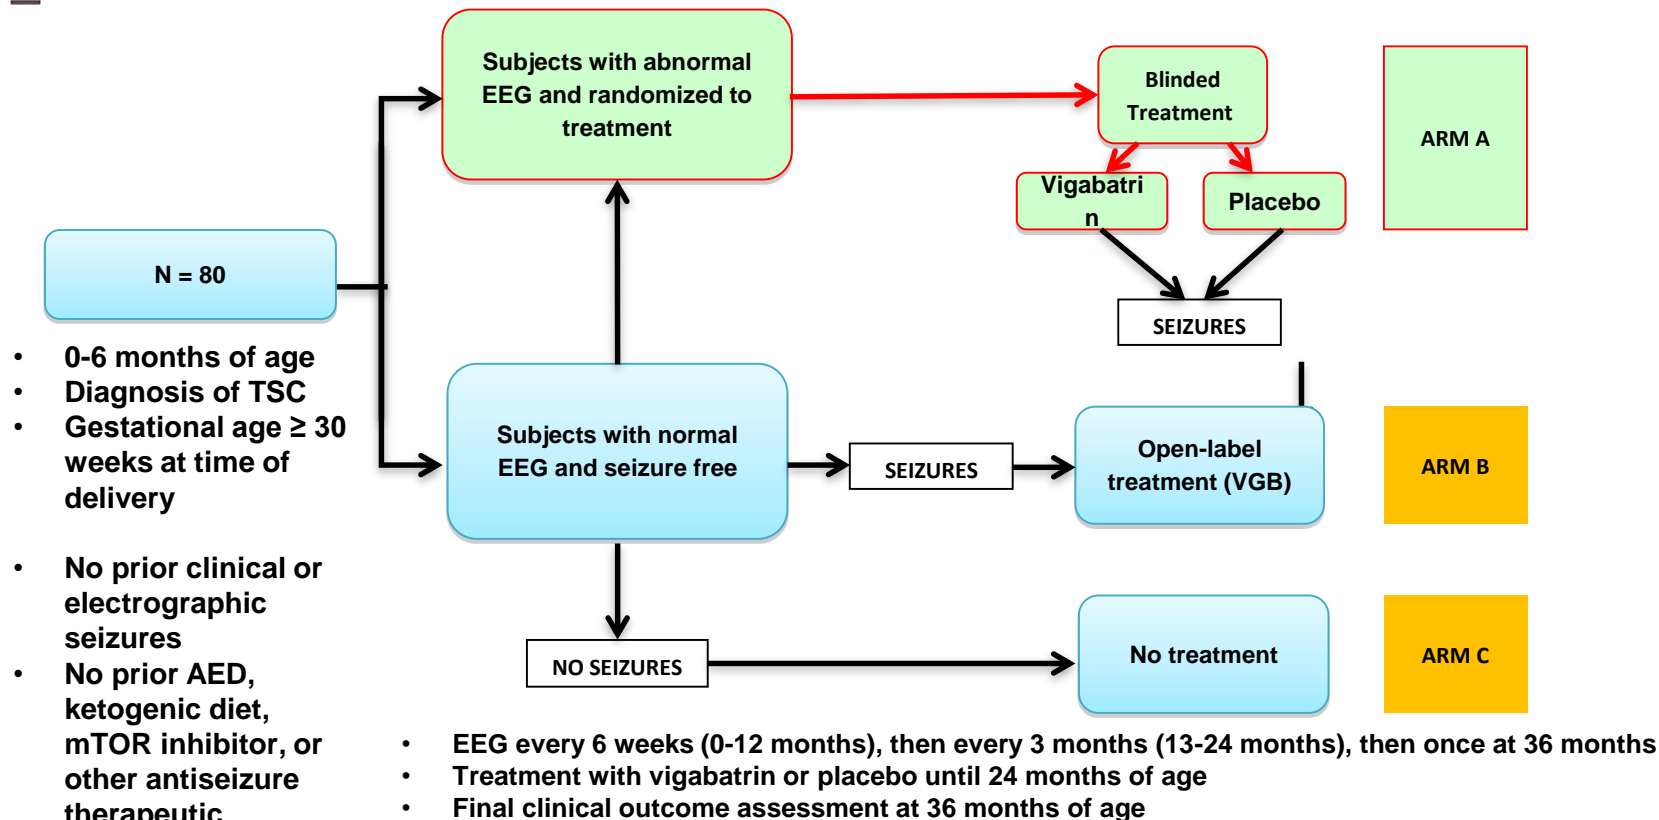 Subjects with abnormal
EEG and randomized to
treatment
Blinded
Treatment
ARM A
Vigabatri
n
Placebo
N = 80
SEIZURES
• 0-6 months of age
• Diagnosis of TSC
• Gestational age ≥ 30
weeks at time of
delivery
• No prior clinical or
electrographic
seizures
• No prior AED,
ketogenic diet,
mTOR inhibitor, or
other antiseizure
therapeutic
Subjects with normal
EEG and seizure free
SEIZURES
Open-label
treatment (VGB)
ARM B
NO SEIZURES
No treatment
ARM C
• EEG every 6 weeks (0-12 months), then every 3 months (13-24 months), then once at 36 months
• Treatment with vigabatrin or placebo until 24 months of age
• Final clinical outcome assessment at 36 months of age